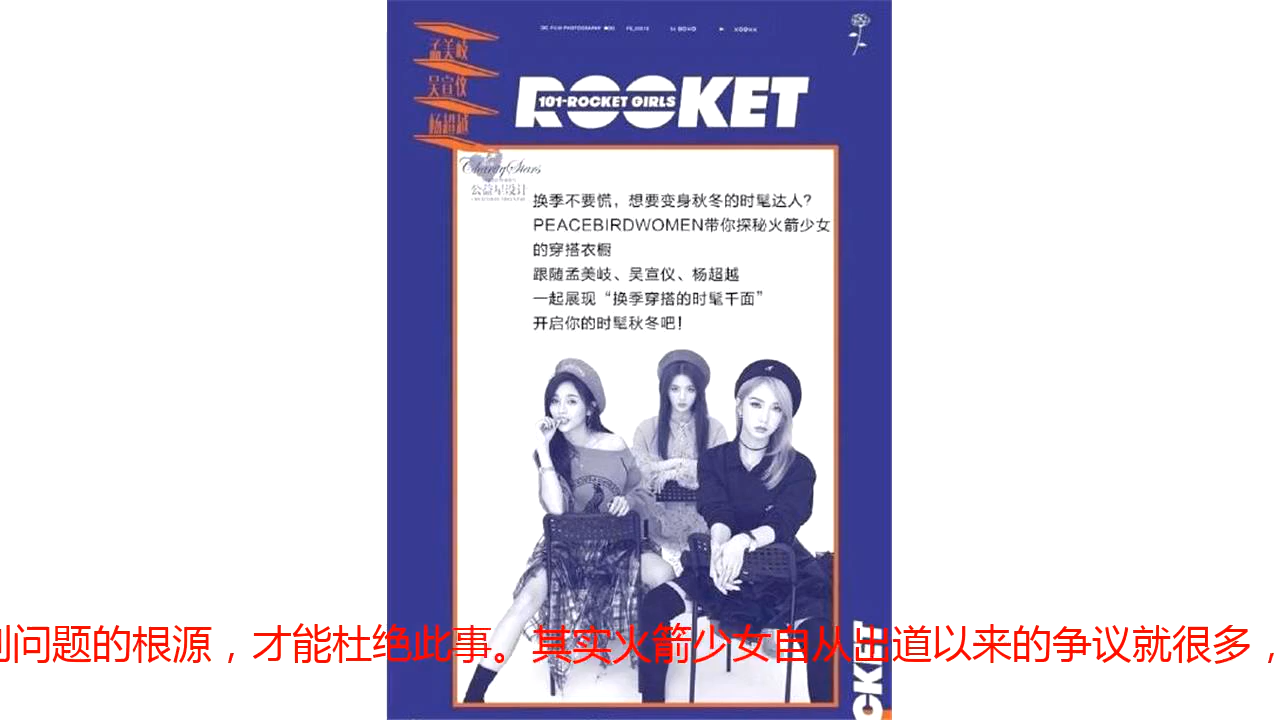 孟美岐
吴宣仪
杨超越
ROCKET
101-ROCKET GIRLS
CharityStars
公益星设计
换季不要慌，想要变身秋冬的时髦达人？
PEACEBIRDWOMEN带你探秘火箭少女
的穿搭衣橱
跟随孟美岐、吴宣仪、杨超越
一起展现“换季穿搭的时髦千面”
开启你的时髦秋冬吧！
问题的根源，才能杜绝此事。其实火箭少女自从出道以来的争议就很多，
CKET